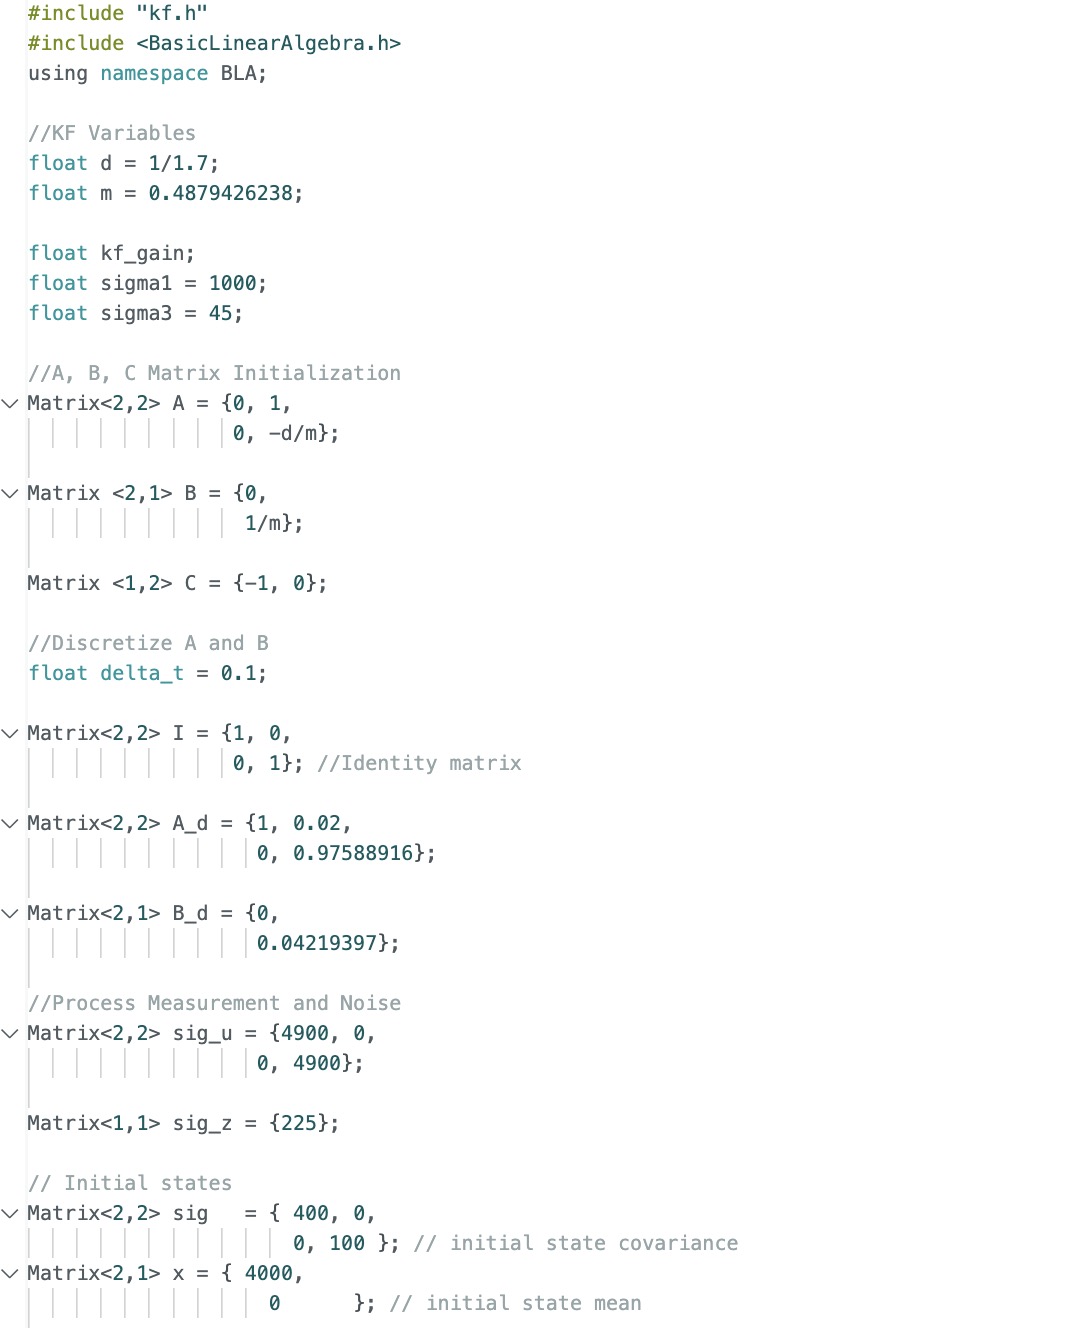 #include "kf.h"
#include <BasicLinearAlgebra.h>
using namespace BLA;
//KF Variables
float d = 1/1.7;
float m = 0.4879426238;
float kf_gain;
float sigma1 = 1000;
float sigma3 = 45;
//A, B, C Matrix Initialization
Matrix<2,2> A = {0, 1,
0, -d/m};
Matrix <2,1> B = {0,
1/m};
Matrix <1,2> C = {-1, 0};
//Discretize A and B
float delta_t = 0.1;
Matrix<2,2> I = {1, 0,
0, 1}; //Identity matrix
Matrix<2,2> A_d = {1, 0.02,
0, 0.97588916};
Matrix<2,1> B_d = {0,
0.04219397};
//Process Measurement and Noise
Matrix<2,2> sig_u = {4900, 0,
0, 4900};
Matrix<1,1> sig_z = {225};
// Initial states
Matrix<2,2> sig   = { 400, 0,
0, 100 }; // initial state covariance
Matrix<2,1> x = { 4000,
0      }; // initial state mean